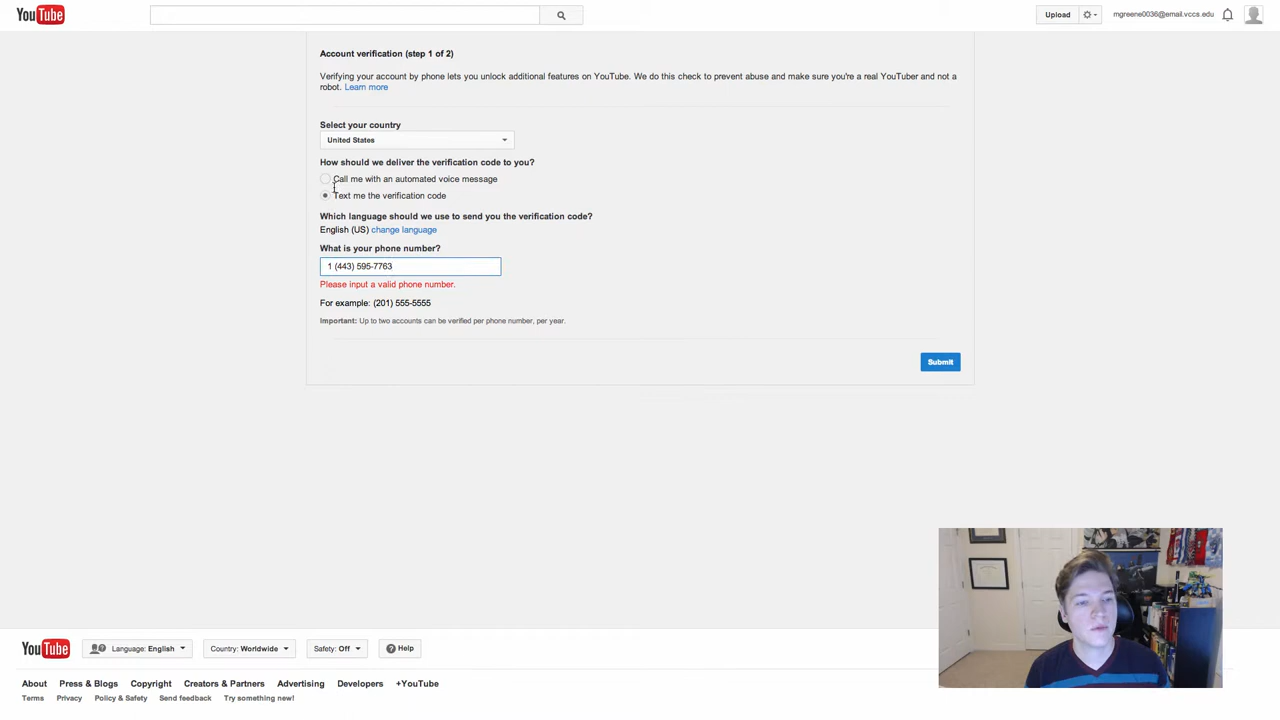 YouTube
Upload
mgreene0036@email.vccs.edu
Account verification (step 1 of 2)
Verifying your account by phone lets you unlock additional features on YouTube. We do this check to prevent abuse and make sure you're a real YouTuber and not a
robot. Learn more
Select your country
United States
How should we deliver the verification code to you?
Call me with an automated voice message
Text me the verification code
Which language should we use to send you the verification code?
English (US) change language
What is your phone number?
1 (443) 595-7763
Please input a valid phone number.
For example: (201) 555-5555
Important: Up to two accounts can be verified per phone number, per year.
Submit
YouTube
Language: English
Country: Worldwide
Safety: Off
Help
About Press & Blogs Copyright Creators & Partners Advertising Developers +YouTube
Terms Privacy Policy & Safety Send feedback Try something new!